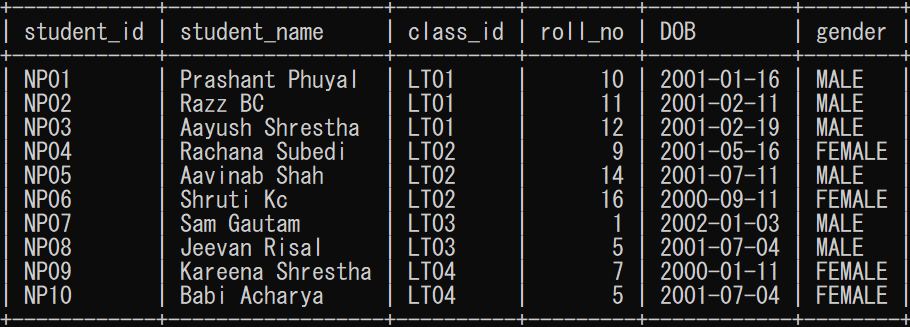 +------------+------------------+----------+---------+------------+--------+
| student_id | student_name     | class_id | roll_no | DOB        | gender |
+------------+------------------+----------+---------+------------+--------+
| NP01       | Prashant Phuyal  | LT01     |      10 | 2001-01-16 | MALE   |
| NP02       | Razz BC          | LT01     |      11 | 2001-02-11 | MALE   |
| NP03       | Aayush Shrestha  | LT01     |      12 | 2001-02-19 | MALE   |
| NP04       | Rachana Subedi   | LT02     |       9 | 2001-05-16 | FEMALE |
| NP05       | Aavinab Shah     | LT02     |      14 | 2001-07-11 | MALE   |
| NP06       | Shruti Kc        | LT02     |      16 | 2000-09-11 | FEMALE |
| NP07       | Sam Gautam       | LT03     |       1 | 2002-01-03 | MALE   |
| NP08       | Jeevan Risal     | LT03     |       5 | 2001-07-04 | MALE   |
| NP09       | Kareena Shrestha | LT04     |       7 | 2000-01-11 | FEMALE |
| NP10       | Babi Acharya     | LT04     |       5 | 2001-07-04 | FEMALE |
+------------+------------------+----------+---------+------------+--------+